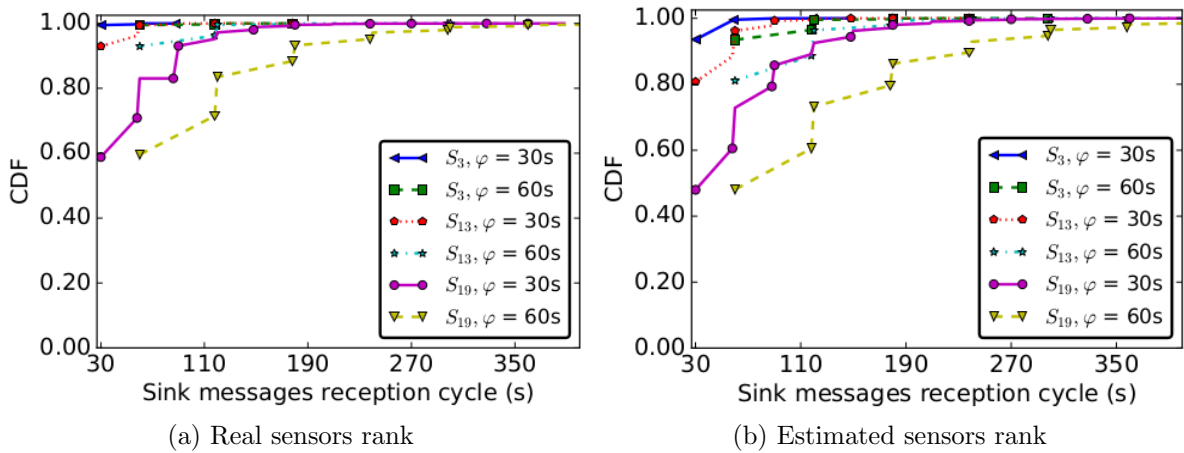 1.00
0.80
0.60
0.40
0.20
0.00
CDF
30 110 190 270 350
Sink messages reception cycle (s)
S₃, φ = 30s
S₃, φ = 60s
S₁₃, φ = 30s
S₁₃, φ = 60s
S₁₉, φ = 30s
S₁₉, φ = 60s
(a) Real sensors rank
1.00
0.80
0.60
0.40
0.20
0.00
CDF
30 110 190 270 350
Sink messages reception cycle (s)
S₃, φ = 30s
S₃, φ = 60s
S₁₃, φ = 30s
S₁₃, φ = 60s
S₁₉, φ = 30s
S₁₉, φ = 60s
(b) Estimated sensors rank